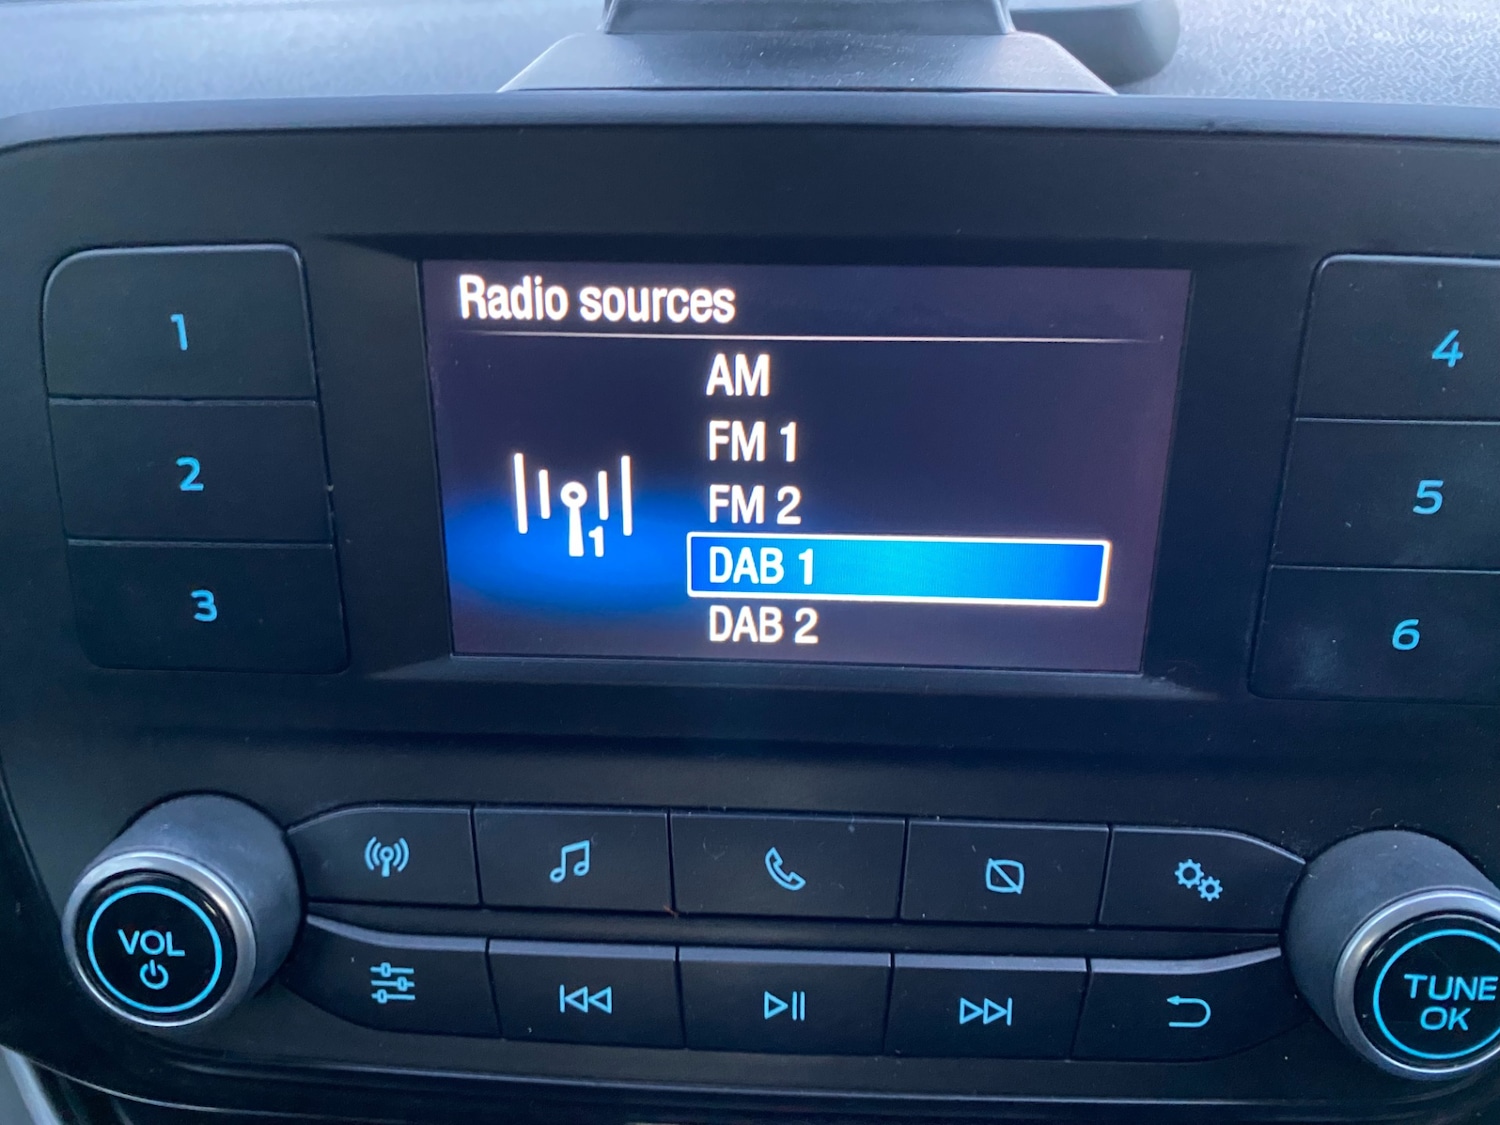 Radio sources
AM
FM 1
FM 2
DAB 1
DAB 2
1
1
2
3
4
5
6
VOL
TUNE
OK